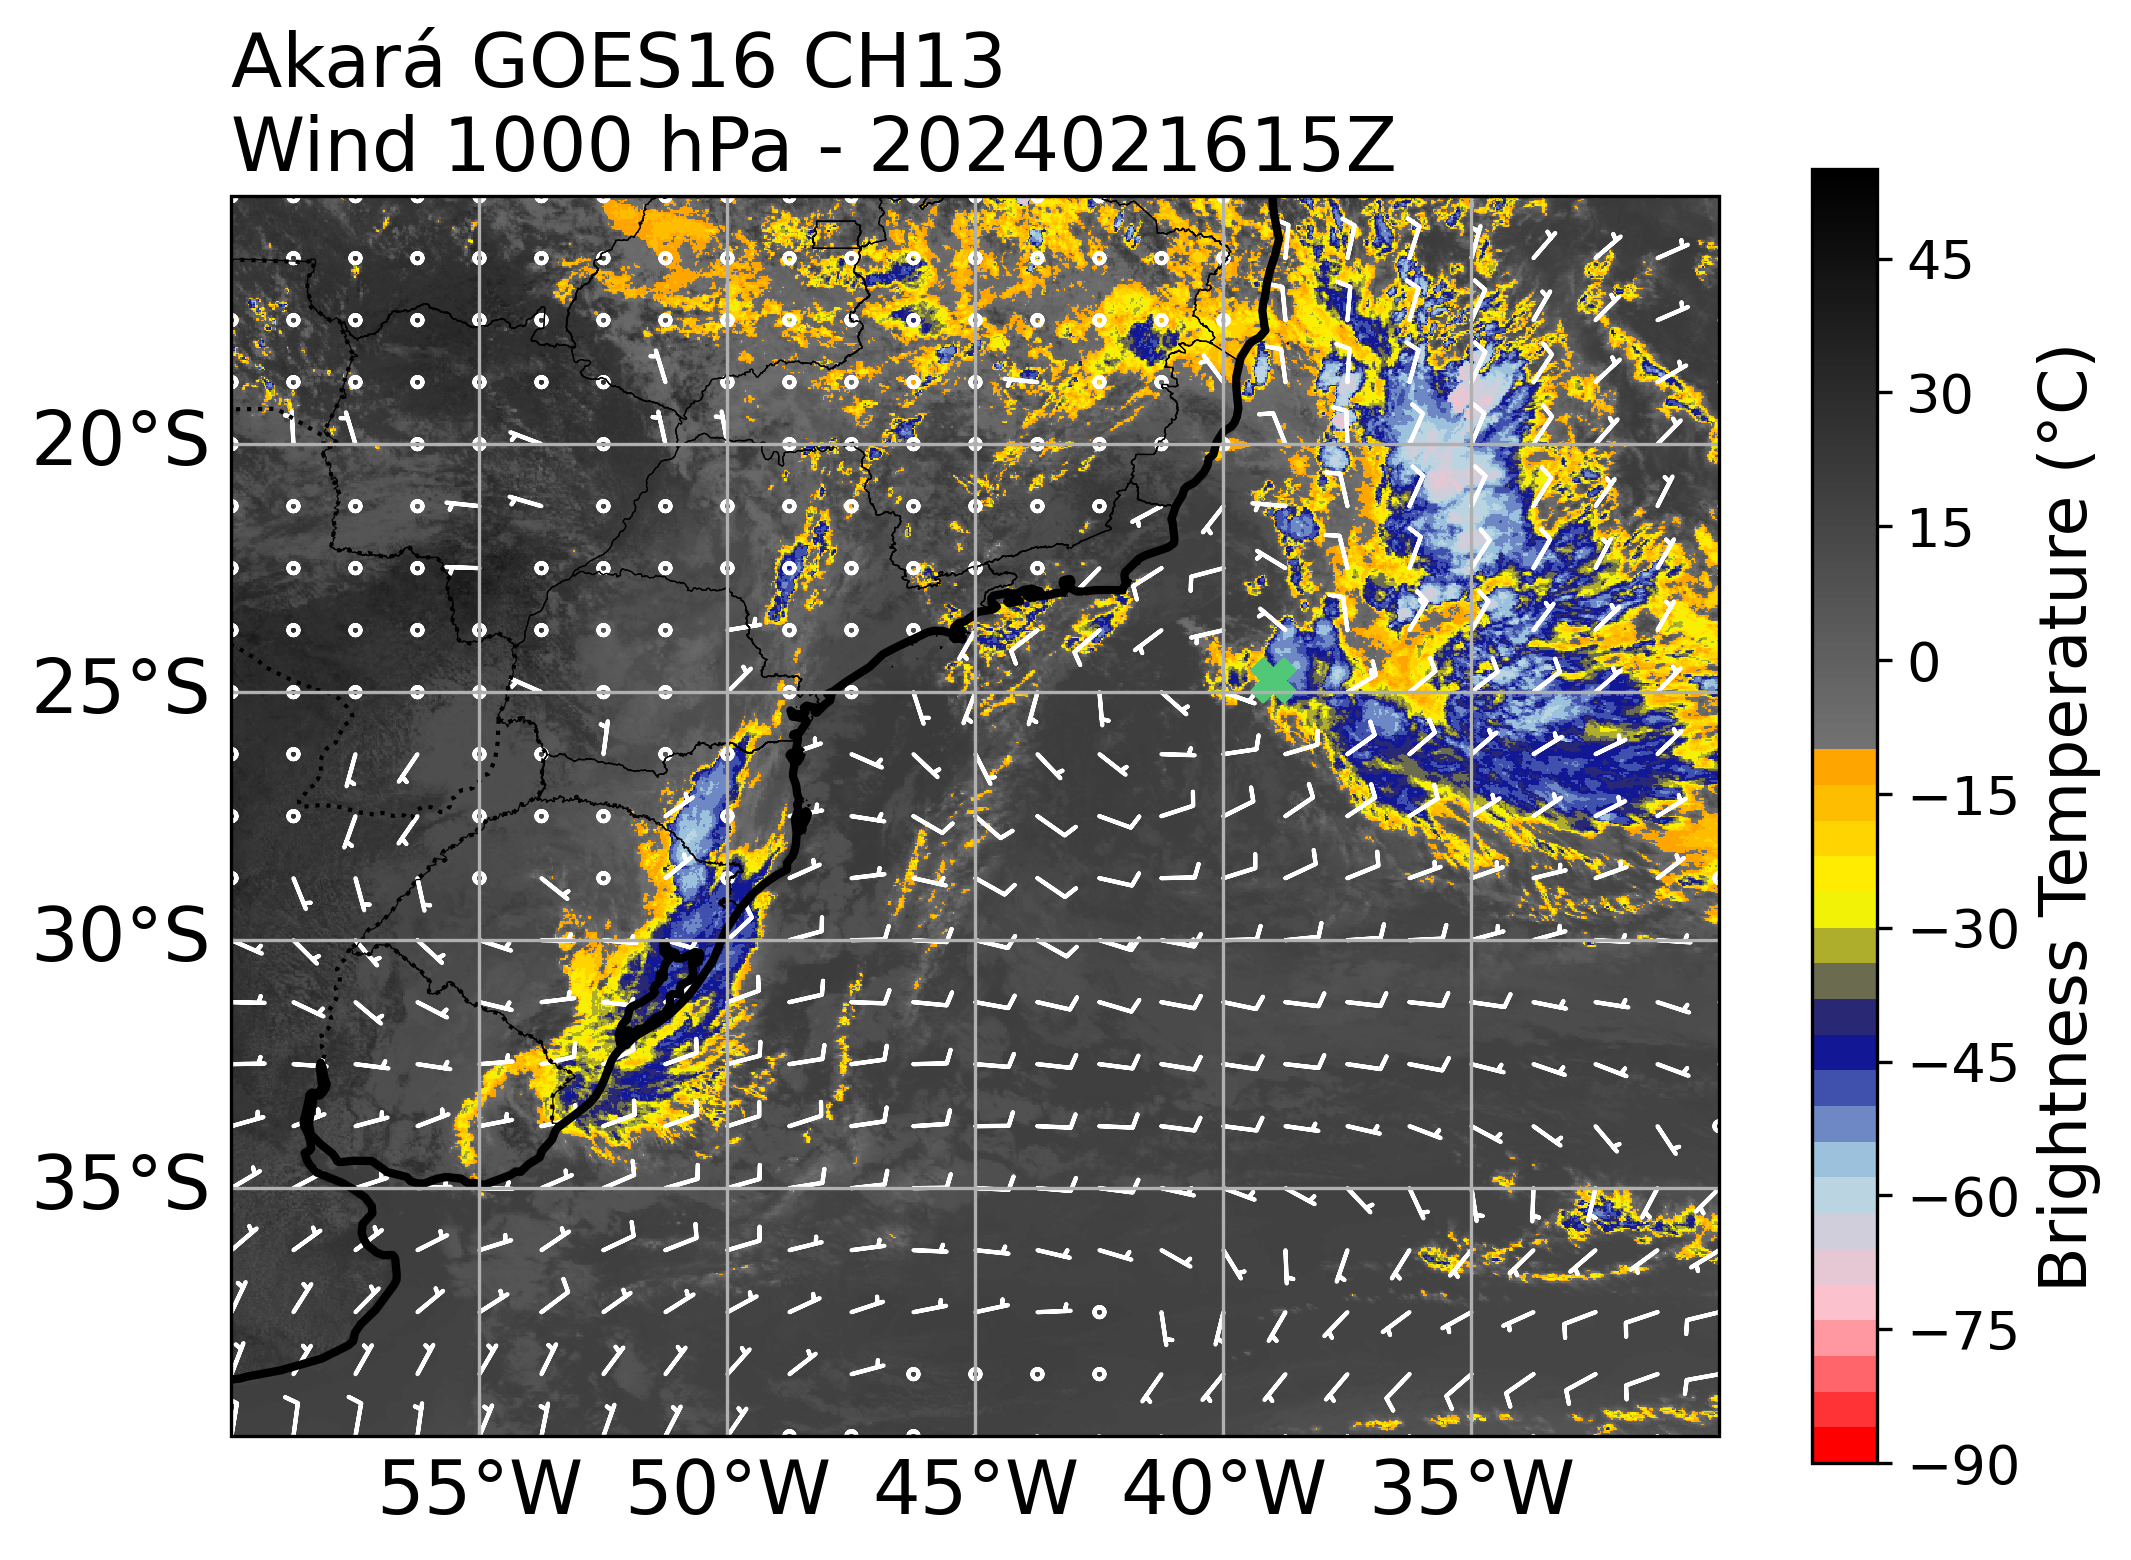 Akará GOES16 CH13
Wind 1000 hPa - 2024021615Z
20°S
25°S
30°S
35°S
55°W 50°W 45°W 40°W 35°W
45
30
15
0
−15
−30
−45
−60
−75
−90
Brightness Temperature (°C)